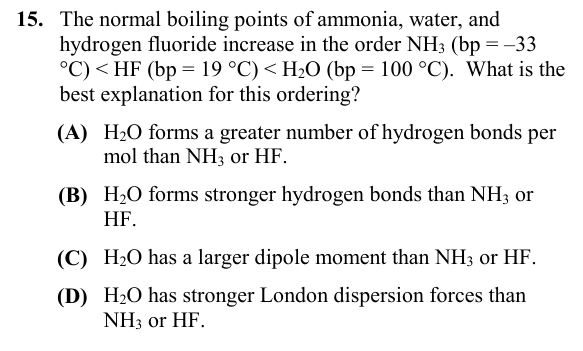 15. The normal boiling points of ammonia, water, and
hydrogen fluoride increase in the order NH₃ (bp = –33
°C) < HF (bp = 19 °C) < H₂O (bp = 100 °C). What is the
best explanation for this ordering?
(A) H₂O forms a greater number of hydrogen bonds per
mol than NH₃ or HF.
(B) H₂O forms stronger hydrogen bonds than NH₃ or
HF.
(C) H₂O has a larger dipole moment than NH₃ or HF.
(D) H₂O has stronger London dispersion forces than
NH₃ or HF.